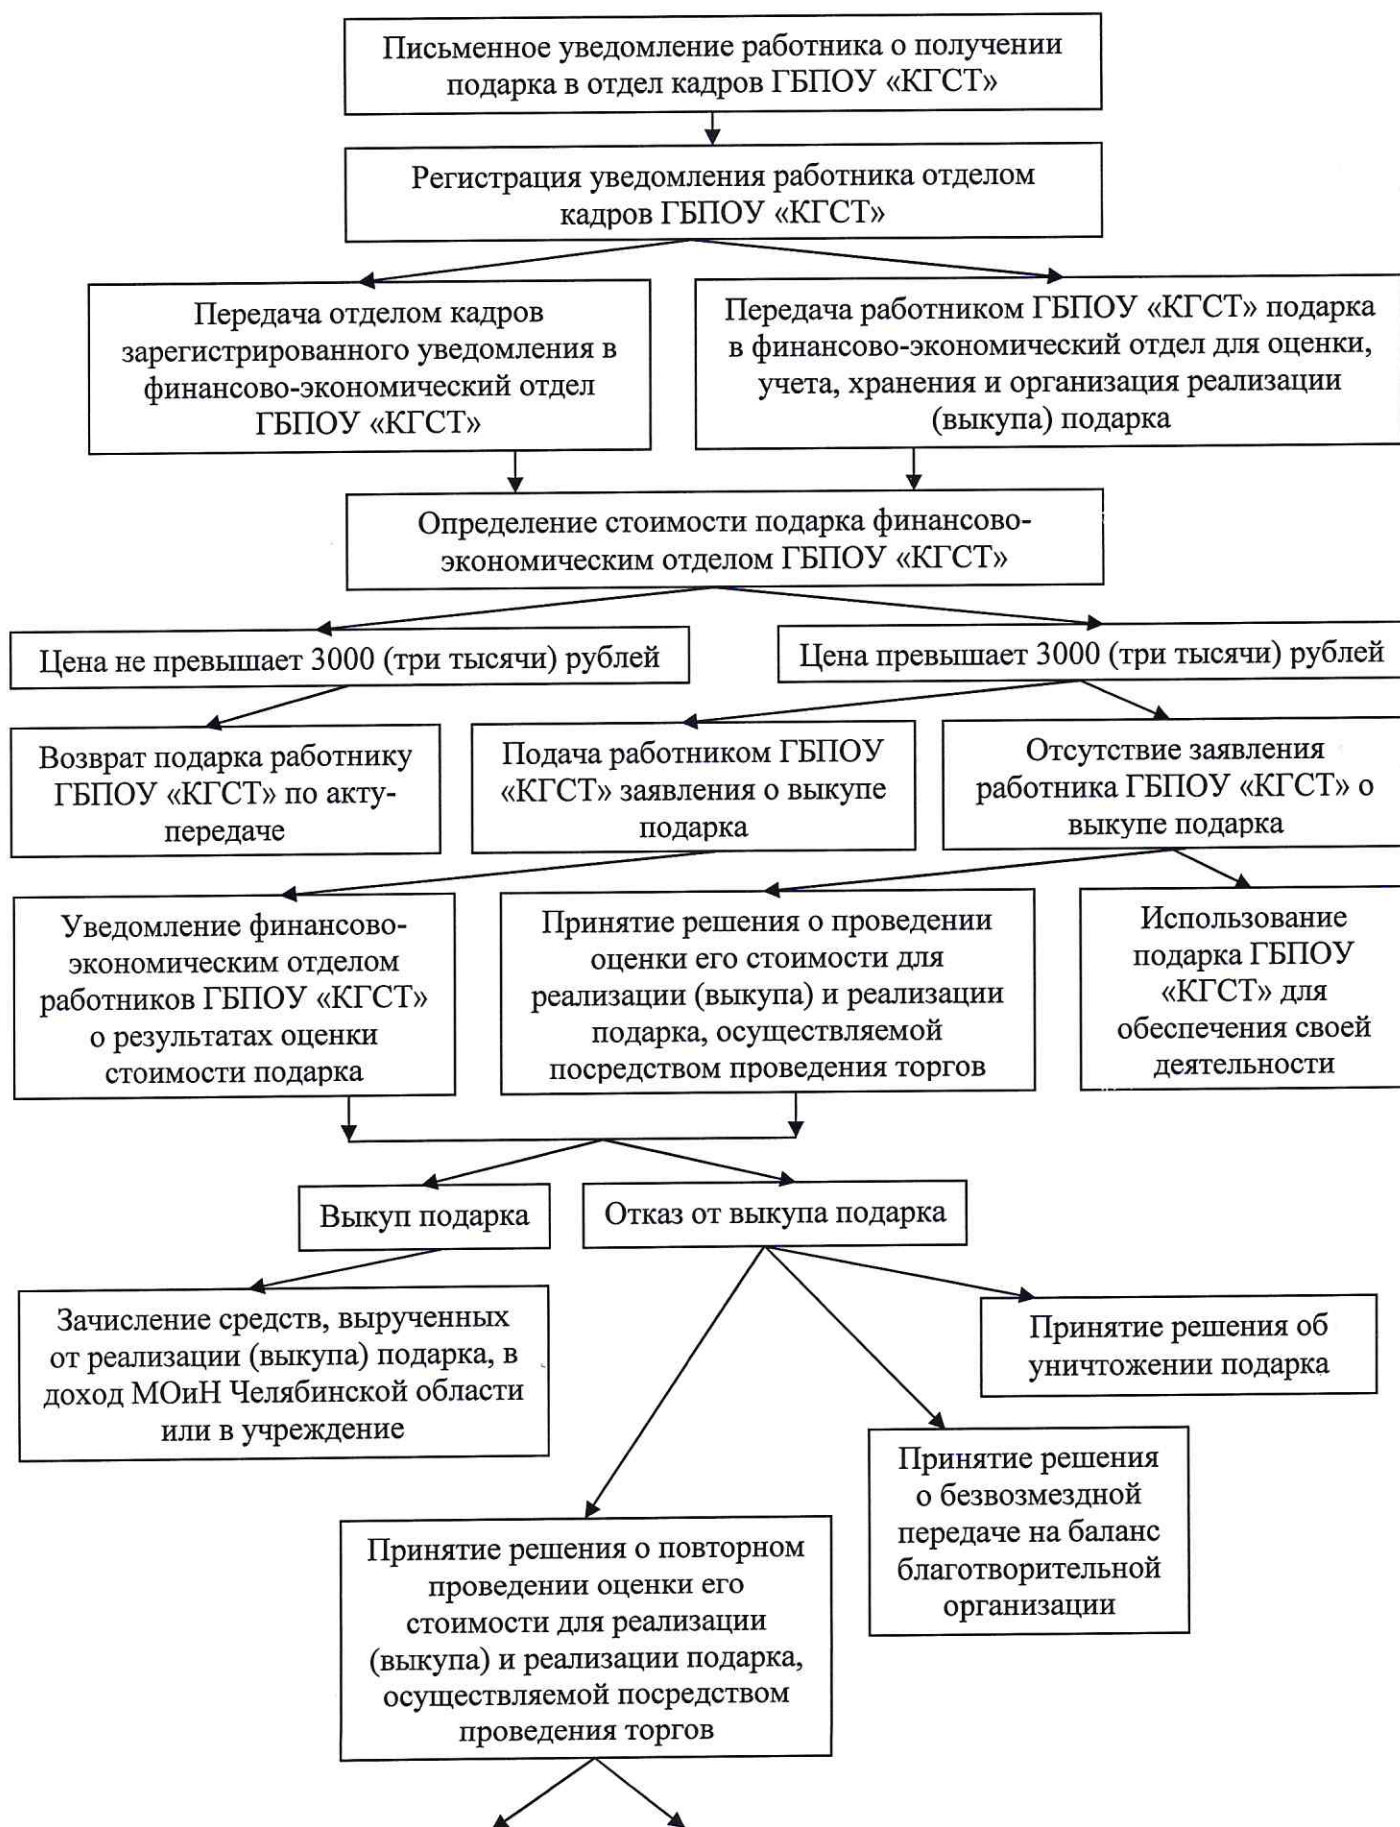 Письменное уведомление работника о получении
подарка в отдел кадров ГБПОУ «КГСТ»
Регистрация уведомления работника отделом
кадров ГБПОУ «КГСТ»
Передача отделом кадров
зарегистрированного уведомления в
финансово-экономический отдел
ГБПОУ «КГСТ»
Передача работником ГБПОУ «КГСТ» подарка
в финансово-экономический отдел для оценки,
учета, хранения и организация реализации
(выкупа) подарка
Определение стоимости подарка финансово-
экономическим отделом ГБПОУ «КГСТ»
Цена не превышает 3000 (три тысячи) рублей
Цена превышает 3000 (три тысячи) рублей
Возврат подарка работнику
ГБПОУ «КГСТ» по акту-
передаче
Подача работником ГБПОУ
«КГСТ» заявления о выкупе
подарка
Отсутствие заявления
работника ГБПОУ «КГСТ» о
выкупе подарка
Уведомление финансово-
экономическим отделом
работников ГБПОУ «КГСТ»
о результатах оценки
стоимости подарка
Принятие решения о проведении
оценки его стоимости для
реализации (выкупа) и реализации
подарка, осуществляемой
посредством проведения торгов
Использование
подарка ГБПОУ
«КГСТ» для
обеспечения своей
деятельности
Выкуп подарка
Отказ от выкупа подарка
Зачисление средств, вырученных
от реализации (выкупа) подарка, в
доход МОиН Челябинской области
или в учреждение
Принятие решения об
уничтожении подарка
Принятие решения
о безвозмездной
передаче на баланс
благотворительной
организации
Принятие решения о повторном
проведении оценки его
стоимости для реализации
(выкупа) и реализации подарка,
осуществляемой посредством
проведения торгов